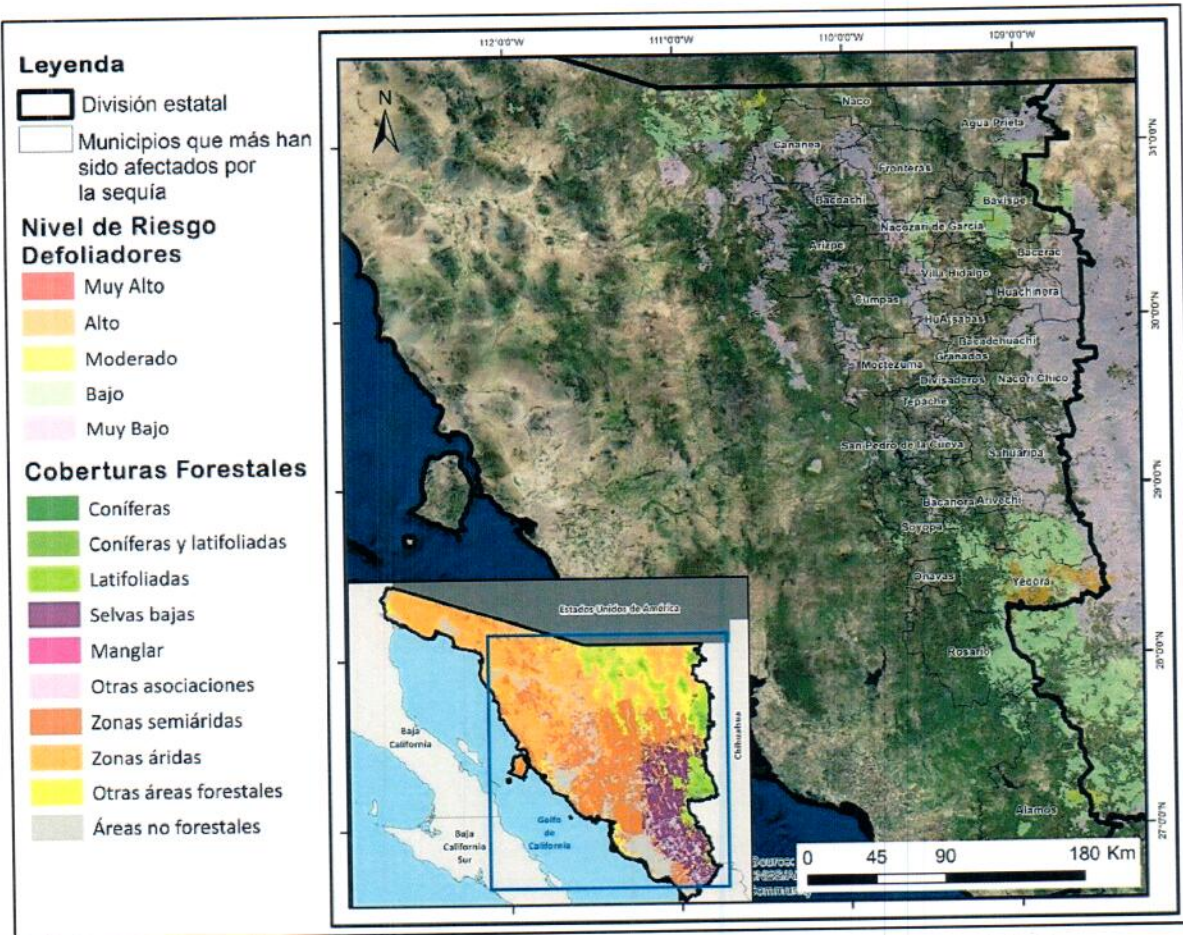 Leyenda
División estatal
Municipios que más han
sido afectados por
la sequía
Nivel de Riesgo
Defoliadores
Muy Alto
Alto
Moderado
Bajo
Muy Bajo
Coberturas Forestales
Coníferas
Coníferas y latifoliadas
Latifoliadas
Selvas bajas
Manglar
Otras asociaciones
Zonas semiáridas
Zonas áridas
Otras áreas forestales
Áreas no forestales
112°0'0"W
111°0'0"W
110°0'0"W
109°0'0"W
N
Naco
Agua Prieta
Cananea
Fronteras
Bacoachi
Bavispe
Nacozari de García
Arizpe
Bacerac
Villa Hidalgo
Cumpas
Huachinera
Bacadehuachi
Granados
Moctezuma
Divisaderos
Nacori Chico
Tepache
San Pedro de la Cueva
Sahuaripa
Bacanora
Arivechi
Soyopa
Onavas
Yecora
Rosario
Alamos
31°0'0"N
30°0'0"N
29°0'0"N
28°0'0"N
27°0'0"N
Estados Unidos de América
Baja
California
Chihuahua
Golfo
de
California
Baja
California
Sur
Source:
0 45 90 180 Km